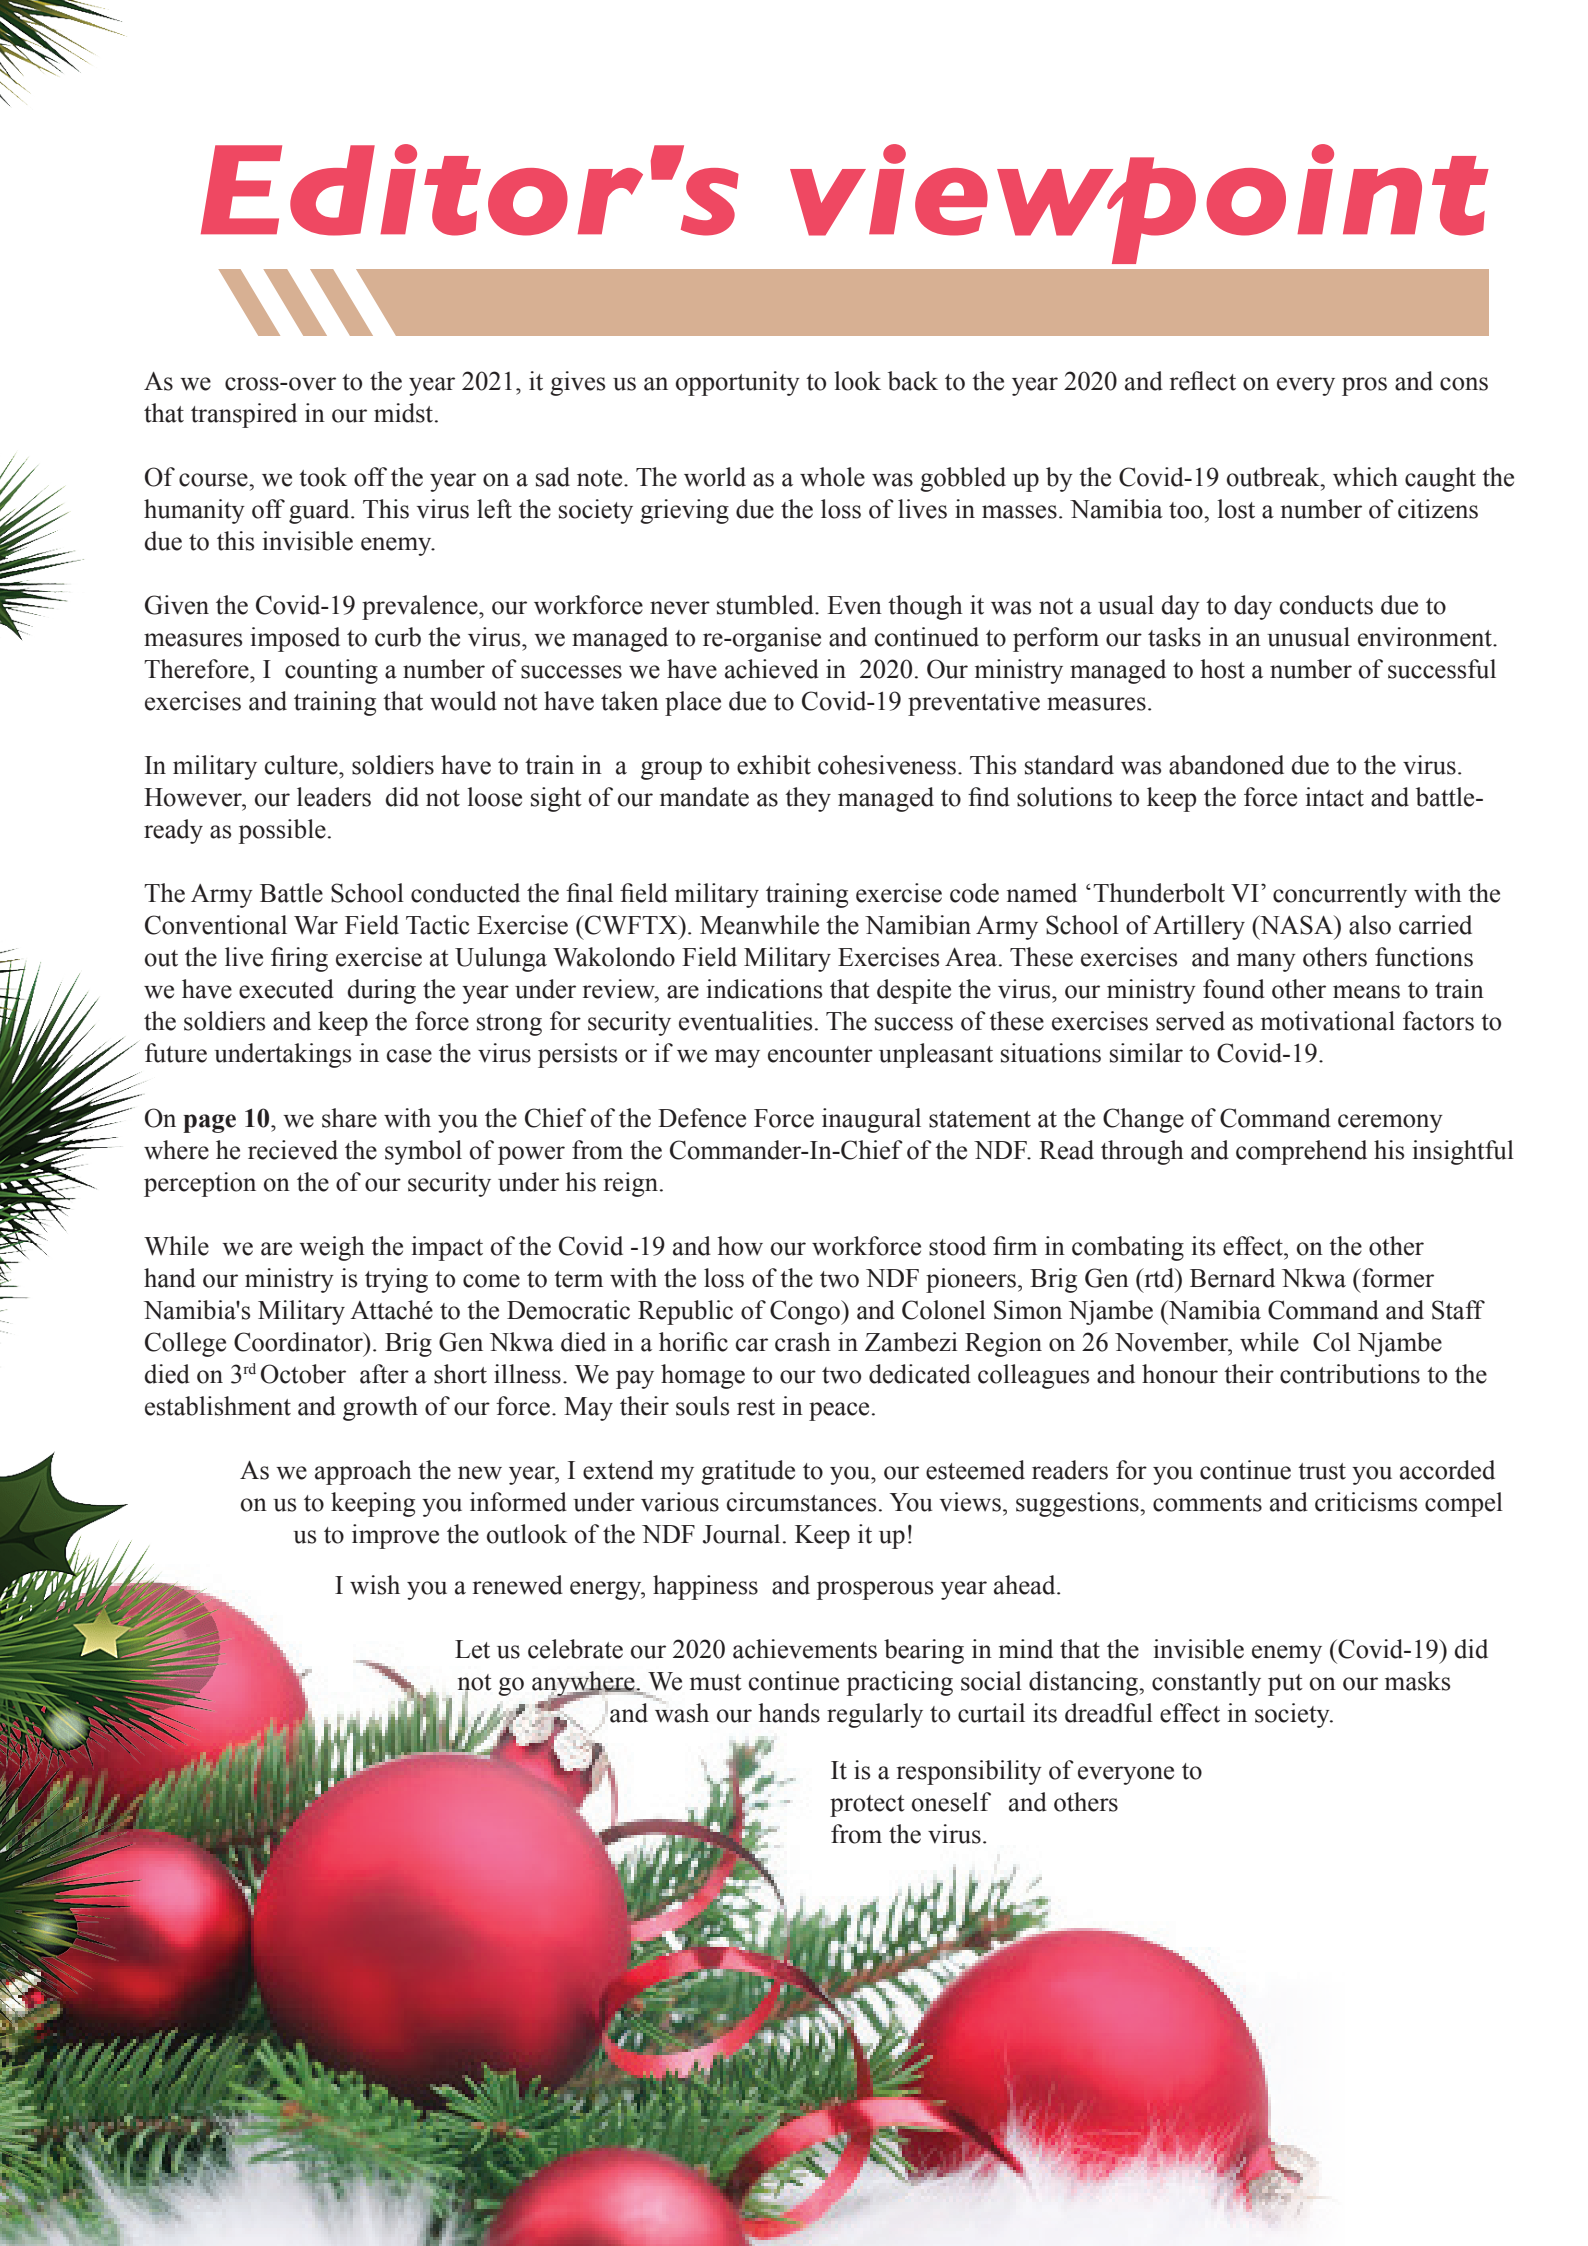 Editor's viewpoint
As we cross-over to the year 2021, it gives us an opportunity to look back to the year 2020 and reflect on every pros and cons
that transpired in our midst.
Of course, we took off the year on a sad note. The world as a whole was gobbled up by the Covid-19 outbreak, which caught the
humanity off guard. This virus left the society grieving due the loss of lives in masses. Namibia too, lost a number of citizens
due to this invisible enemy.
Given the Covid-19 prevalence, our workforce never stumbled. Even though it was not a usual day to day conducts due to
measures imposed to curb the virus, we managed to re-organise and continued to perform our tasks in an unusual environment.
Therefore, I counting a number of successes we have achieved in 2020. Our ministry managed to host a number of successful
exercises and training that would not have taken place due to Covid-19 preventative measures.
In military culture, soldiers have to train in a group to exhibit cohesiveness. This standard was abandoned due to the virus.
However, our leaders did not loose sight of our mandate as they managed to find solutions to keep the force intact and battle-
ready as possible.
The Army Battle School conducted the final field military training exercise code named ‘Thunderbolt VI’ concurrently with the
Conventional War Field Tactic Exercise (CWFTX). Meanwhile the Namibian Army School of Artillery (NASA) also carried
out the live firing exercise at Uulunga Wakolondo Field Military Exercises Area. These exercises and many others functions
we have executed during the year under review, are indications that despite the virus, our ministry found other means to train
the soldiers and keep the force strong for security eventualities. The success of these exercises served as motivational factors to
future undertakings in case the virus persists or if we may encounter unpleasant situations similar to Covid-19.
On page 10, we share with you the Chief of the Defence Force inaugural statement at the Change of Command ceremony
where he recieved the symbol of power from the Commander-In-Chief of the NDF. Read through and comprehend his insightful
perception on the of our security under his reign.
While we are weigh the impact of the Covid -19 and how our workforce stood firm in combating its effect, on the other
hand our ministry is trying to come to term with the loss of the two NDF pioneers, Brig Gen (rtd) Bernard Nkwa (former
Namibia's Military Attaché to the Democratic Republic of Congo) and Colonel Simon Njambe (Namibia Command and Staff
College Coordinator). Brig Gen Nkwa died in a horific car crash in Zambezi Region on 26 November, while Col Njambe
died on 3rd October after a short illness. We pay homage to our two dedicated colleagues and honour their contributions to the
establishment and growth of our force. May their souls rest in peace.
As we approach the new year, I extend my gratitude to you, our esteemed readers for you continue trust you accorded
on us to keeping you informed under various circumstances. You views, suggestions, comments and criticisms compel
us to improve the outlook of the NDF Journal. Keep it up!
I wish you a renewed energy, happiness and prosperous year ahead.
Let us celebrate our 2020 achievements bearing in mind that the invisible enemy (Covid-19) did
not go anywhere. We must continue practicing social distancing, constantly put on our masks
and wash our hands regularly to curtail its dreadful effect in society.
It is a responsibility of everyone to
protect oneself and others
from the virus.